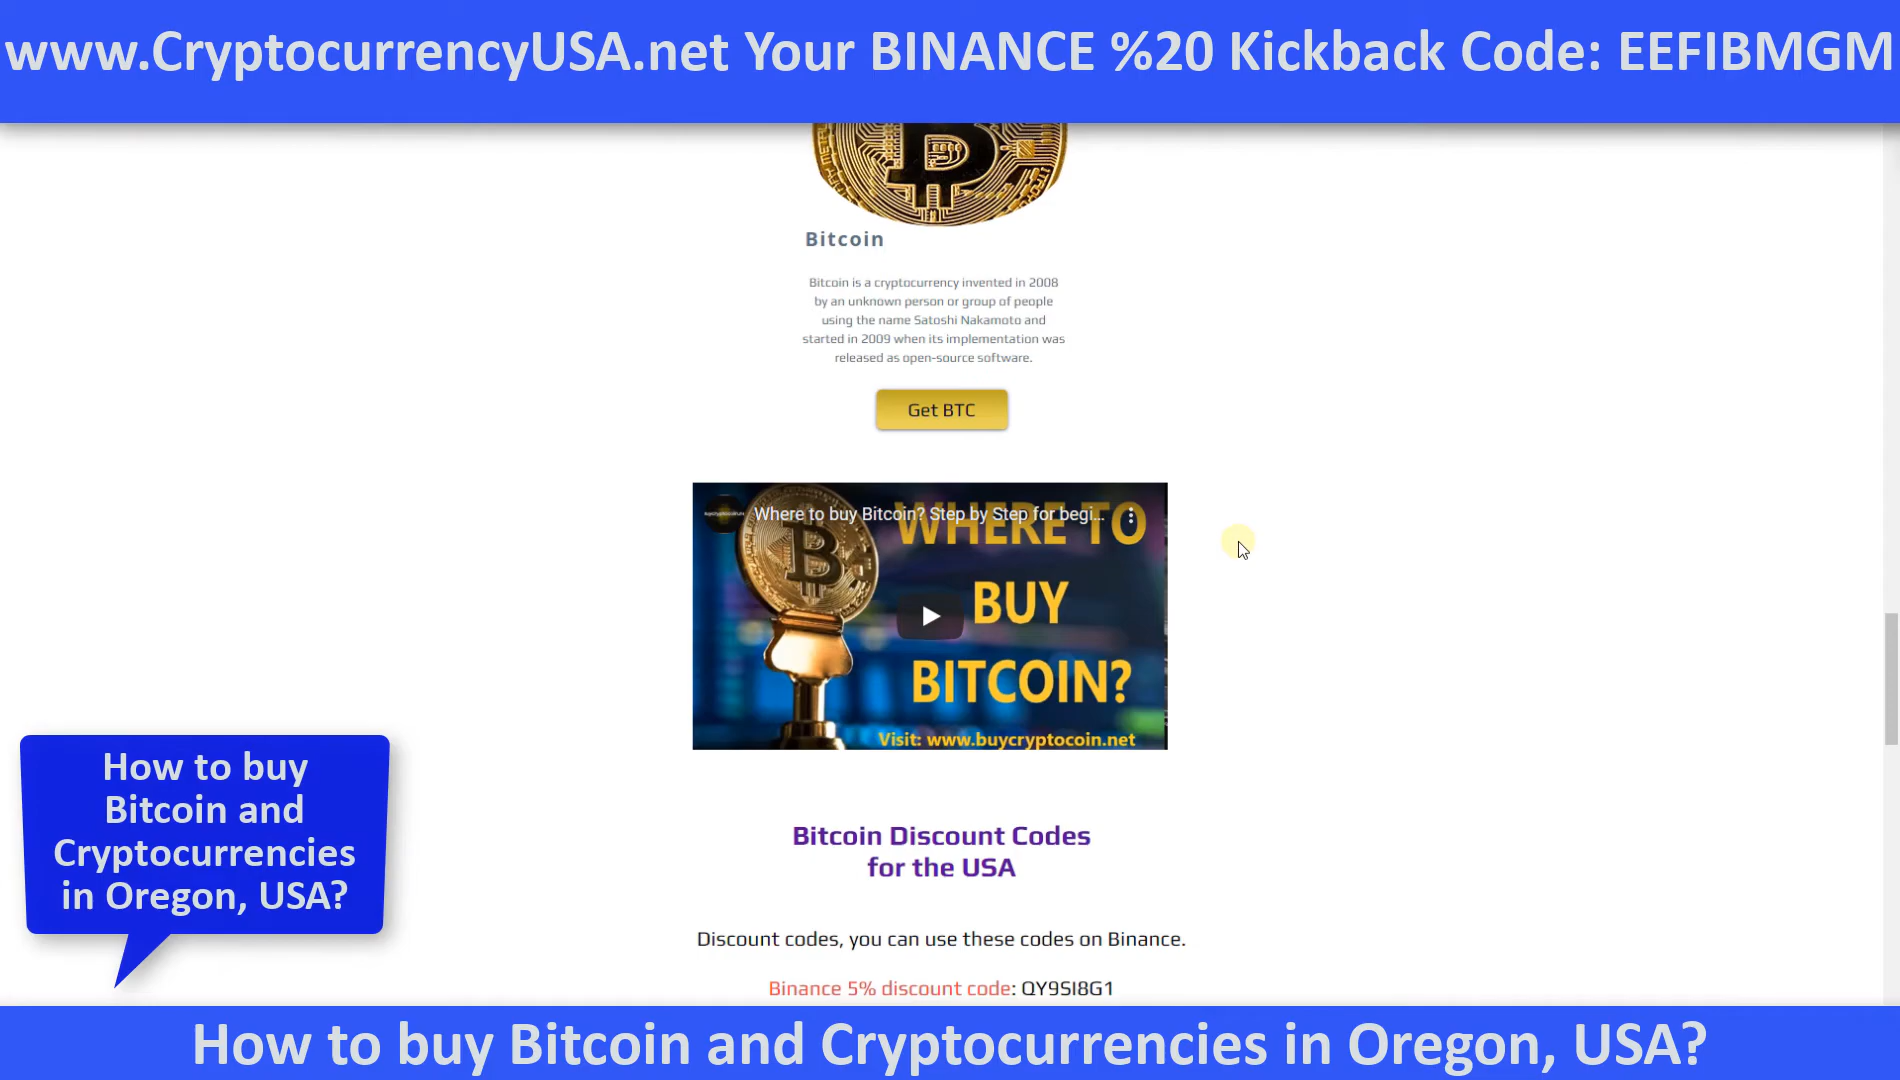 www.CryptocurrencyUSA.net Your BINANCE %20 Kickback Code: EEFIBMGM
Bitcoin
Bitcoin is a cryptocurrency invented in 2008
by an unknown person or group of people
using the name Satoshi Nakamoto and
started in 2009 when its implementation was
released as open-source software.
Get BTC
Where to buy Bitcoin? Step by Step for begi...
WHERE TO
BUY
BITCOIN?
Visit: www.buycryptocoin.net
How to buy
Bitcoin and
Cryptocurrencies
in Oregon, USA?
Bitcoin Discount Codes
for the USA
Discount codes, you can use these codes on Binance.
Binance 5% discount code: QY9SI8G1
How to buy Bitcoin and Cryptocurrencies in Oregon, USA?